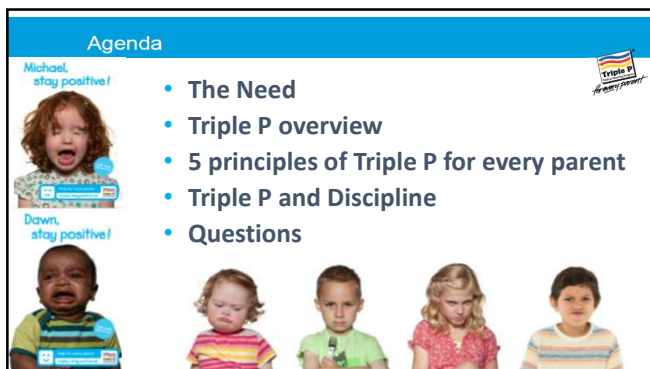 Agenda
Michael,
stay positive!
Triple P
for every parent
• The Need
• Triple P overview
• 5 principles of Triple P for every parent
• Triple P and Discipline
• Questions
Dawn,
stay positive!